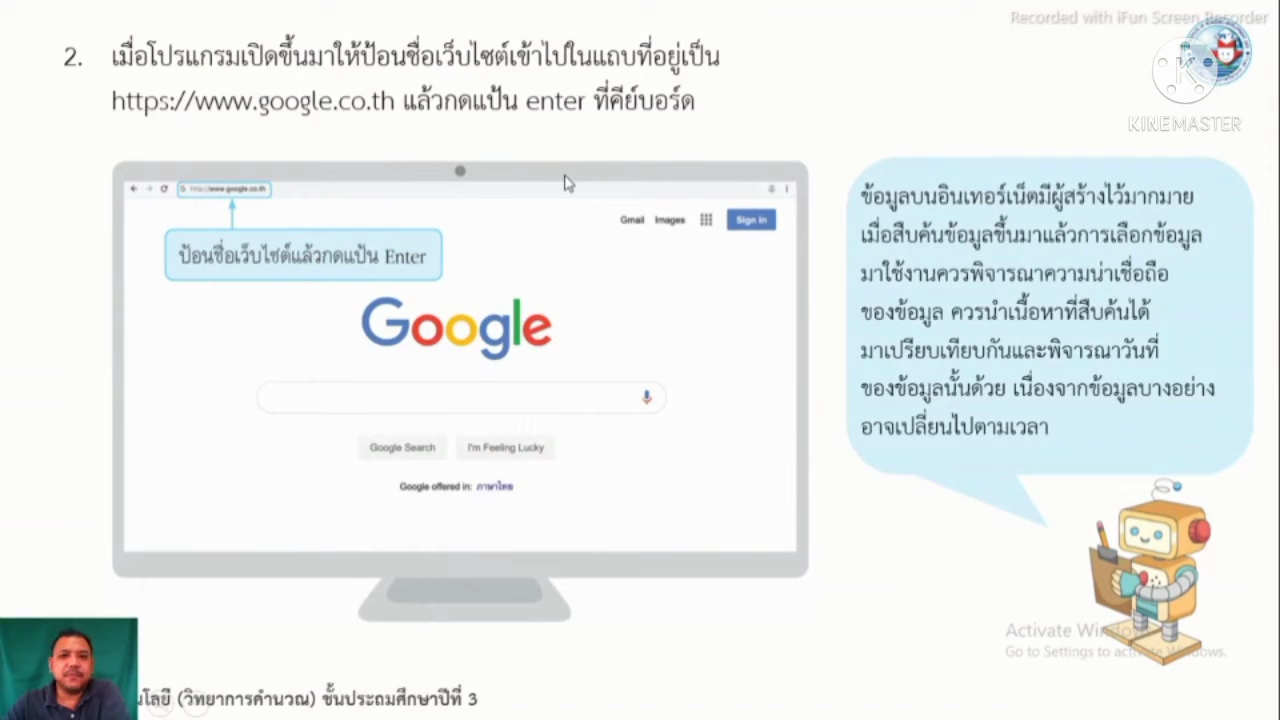 Recorded with iFun Screen Recorder
KINEMASTER
2. เมื่อโปรแกรมเปิดขึ้นมาให้ป้อนชื่อเว็บไซต์เข้าไปในแถบที่อยู่เป็น
https://www.google.co.th แล้วกดแป้น enter ที่คีย์บอร์ด
http://www.google.co.th
Gmail Images Sign in
ป้อนชื่อเว็บไซต์แล้วกดแป้น Enter
Google
Google Search I'm Feeling Lucky
Google offered in: ภาษาไทย
ข้อมูลบนอินเทอร์เน็ตมีผู้สร้างไว้มากมาย
เมื่อสืบค้นข้อมูลขึ้นมาแล้วการเลือกข้อมูล
มาใช้งานควรพิจารณาความน่าเชื่อถือ
ของข้อมูล ควรนำเนื้อหาที่สืบค้นได้
มาเปรียบเทียบกันและพิจารณาวันที่
ของข้อมูลนั้นด้วย เนื่องจากข้อมูลบางอย่าง
อาจเปลี่ยนไปตามเวลา
Activate Windows
Go to Settings to activate Windows.
นโลยี (วิทยาการคำนวณ) ชั้นประถมศึกษาปีที่ 3